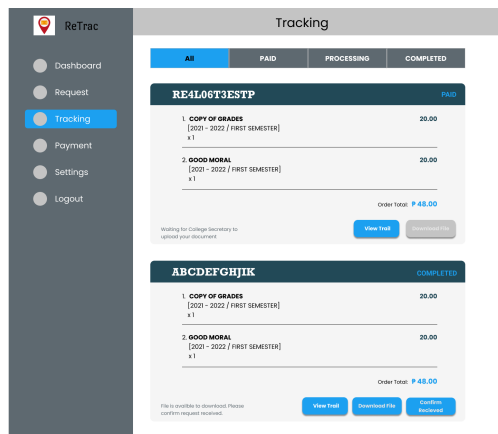 ReTrac
Tracking
Dashboard
Request
Tracking
Payment
Settings
Logout
All PAID PROCESSING COMPLETED
RE4L06T3ESTP PAID
1. COPY OF GRADES 20.00
[2021 - 2022 / FIRST SEMESTER]
x 1
2. GOOD MORAL 20.00
[2021 - 2022 / FIRST SEMESTER]
x 1
Order Total: ₱ 48.00
Waiting for College Secretary to
upload your document
View Trail Download File
ABCDEFGHJIK COMPLETED
1. COPY OF GRADES 20.00
[2021 - 2022 / FIRST SEMESTER]
x 1
2. GOOD MORAL 20.00
[2021 - 2022 / FIRST SEMESTER]
x 1
Order Total: ₱ 48.00
File is availble to download. Please
confirm request received.
View Trail Download File Confirm
Recieved